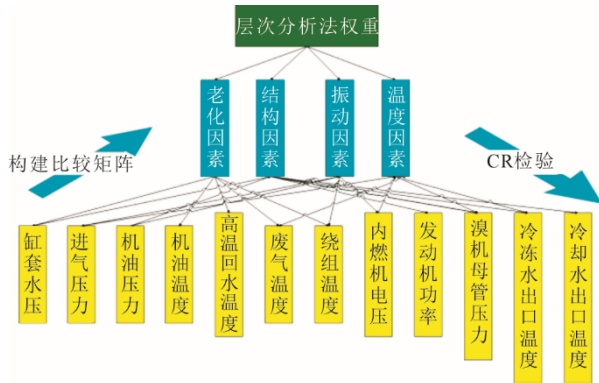 层次分析法权重
老化因素
结构因素
振动因素
温度因素
构建比较矩阵
CR检验
缸套水压
进气压力
机油压力
机油温度
高温回水温度
废气温度
绕组温度
内燃机电压
发动机功率
溴机母管压力
冷冻水出口温度
冷却水出口温度